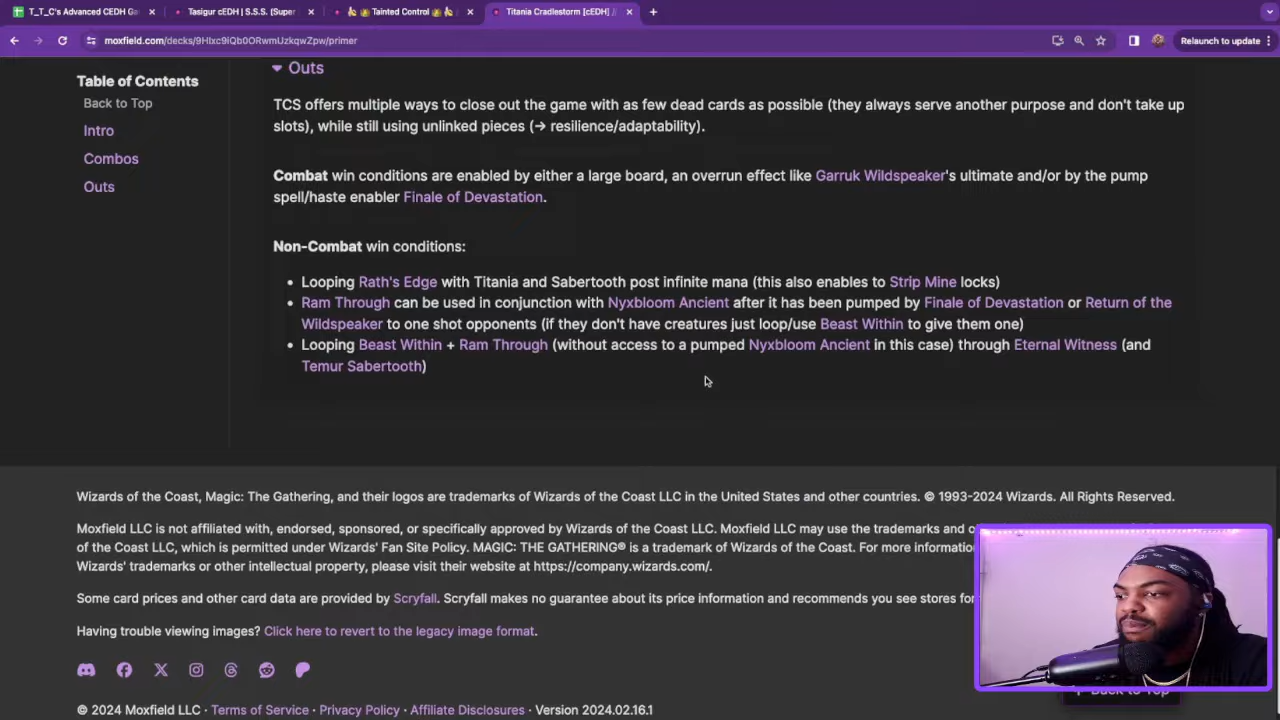 T_T_C's Advanced CEDH Ga
Tasigur cEDH | S.S.S. (Super
Tainted Control
Titania Cradlestorm [cEDH] //
moxfield.com/decks/9HIxc9iQb0ORwmUzkqwZpw/primer
Relaunch to update
Table of Contents
Back to Top
Intro
Combos
Outs
Outs
TCS offers multiple ways to close out the game with as few dead cards as possible (they always serve another purpose and don't take up
slots), while still using unlinked pieces (→ resilience/adaptability).
Combat win conditions are enabled by either a large board, an overrun effect like Garruk Wildspeaker's ultimate and/or by the pump
spell/haste enabler Finale of Devastation.
Non-Combat win conditions:
• Looping Rath's Edge with Titania and Sabertooth post infinite mana (this also enables to Strip Mine locks)
• Ram Through can be used in conjunction with Nyxbloom Ancient after it has been pumped by Finale of Devastation or Return of the
Wildspeaker to one shot opponents (if they don't have creatures just loop/use Beast Within to give them one)
• Looping Beast Within + Ram Through (without access to a pumped Nyxbloom Ancient in this case) through Eternal Witness (and
Temur Sabertooth)
Wizards of the Coast, Magic: The Gathering, and their logos are trademarks of Wizards of the Coast LLC in the United States and other countries. © 1993-2024 Wizards. All Rights Reserved.
Moxfield LLC is not affiliated with, endorsed, sponsored, or specifically approved by Wizards of the Coast LLC. Moxfield LLC may use the trademarks and
of the Coast LLC, which is permitted under Wizards' Fan Site Policy. MAGIC: THE GATHERING® is a trademark of Wizards of the Coast. For more information
Wizards' trademarks or other intellectual property, please visit their website at https://company.wizards.com/.
Some card prices and other card data are provided by Scryfall. Scryfall makes no guarantee about its price information and recommends you see stores for
Having trouble viewing images? Click here to revert to the legacy image format.
Back to Top
© 2024 Moxfield LLC · Terms of Service · Privacy Policy · Affiliate Disclosures · Version 2024.02.16.1